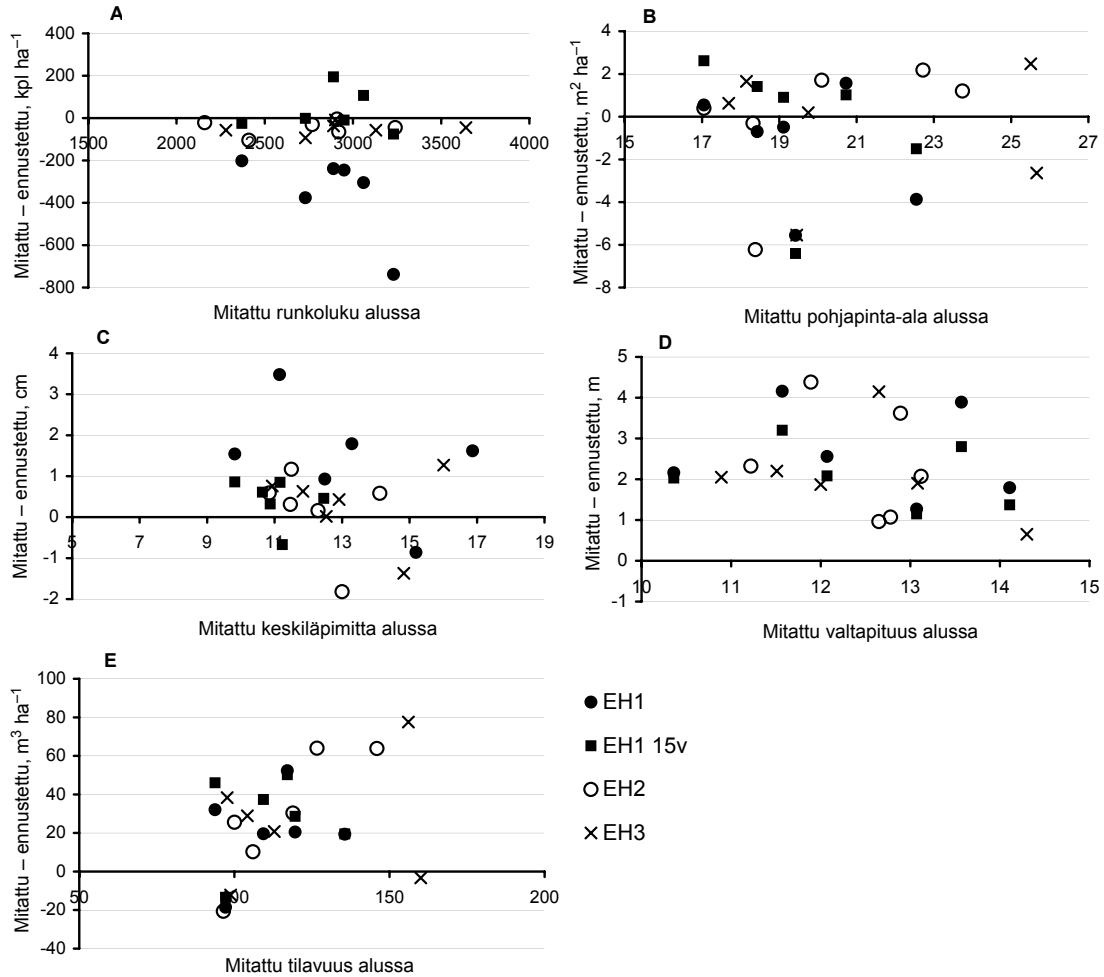 A
Mitattu – ennustettu, kpl ha–1
400
200
0
-200
-400
-600
-800
1500 2000 2500 3000 3500 4000
Mitattu runkoluku alussa
B
Mitattu – ennustettu, m2 ha–1
4
2
0
-2
-4
-6
-8
15 17 19 21 23 25 27
Mitattu pohjapinta-ala alussa
C
Mitattu – ennustettu, cm
4
3
2
1
0
-1
-2
5 7 9 11 13 15 17 19
Mitattu keskiläpimitta alussa
D
Mitattu – ennustettu, m
5
4
3
2
1
0
-1
10 11 12 13 14 15
Mitattu valtapituus alussa
E
Mitattu – ennustettu, m3 ha–1
100
80
60
40
20
0
-20
-40
50 100 150 200
Mitattu tilavuus alussa
EH1
EH1 15v
EH2
EH3